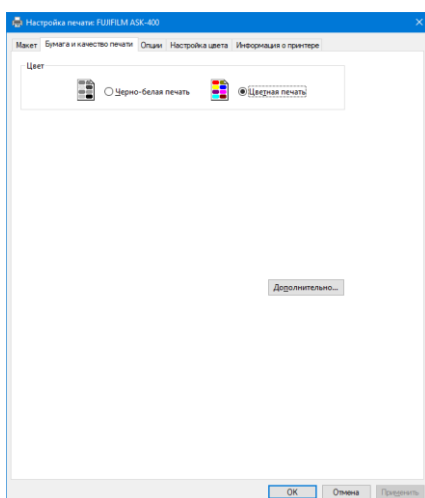 Настройка печати: FUJIFILM ASK-400
Макет Бумага и качество печати Опции Настройка цвета Информация о принтере
Цвет
Черно-белая печать Цветная печать
Дополнительно...
OK Отмена Применить